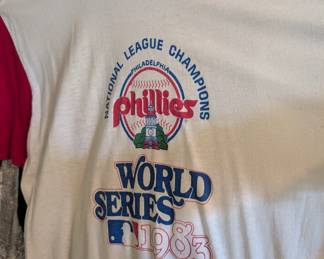 NATIONAL LEAGUE CHAMPIONS
PHILADELPHIA
phillies
WORLD
SERIES
1983